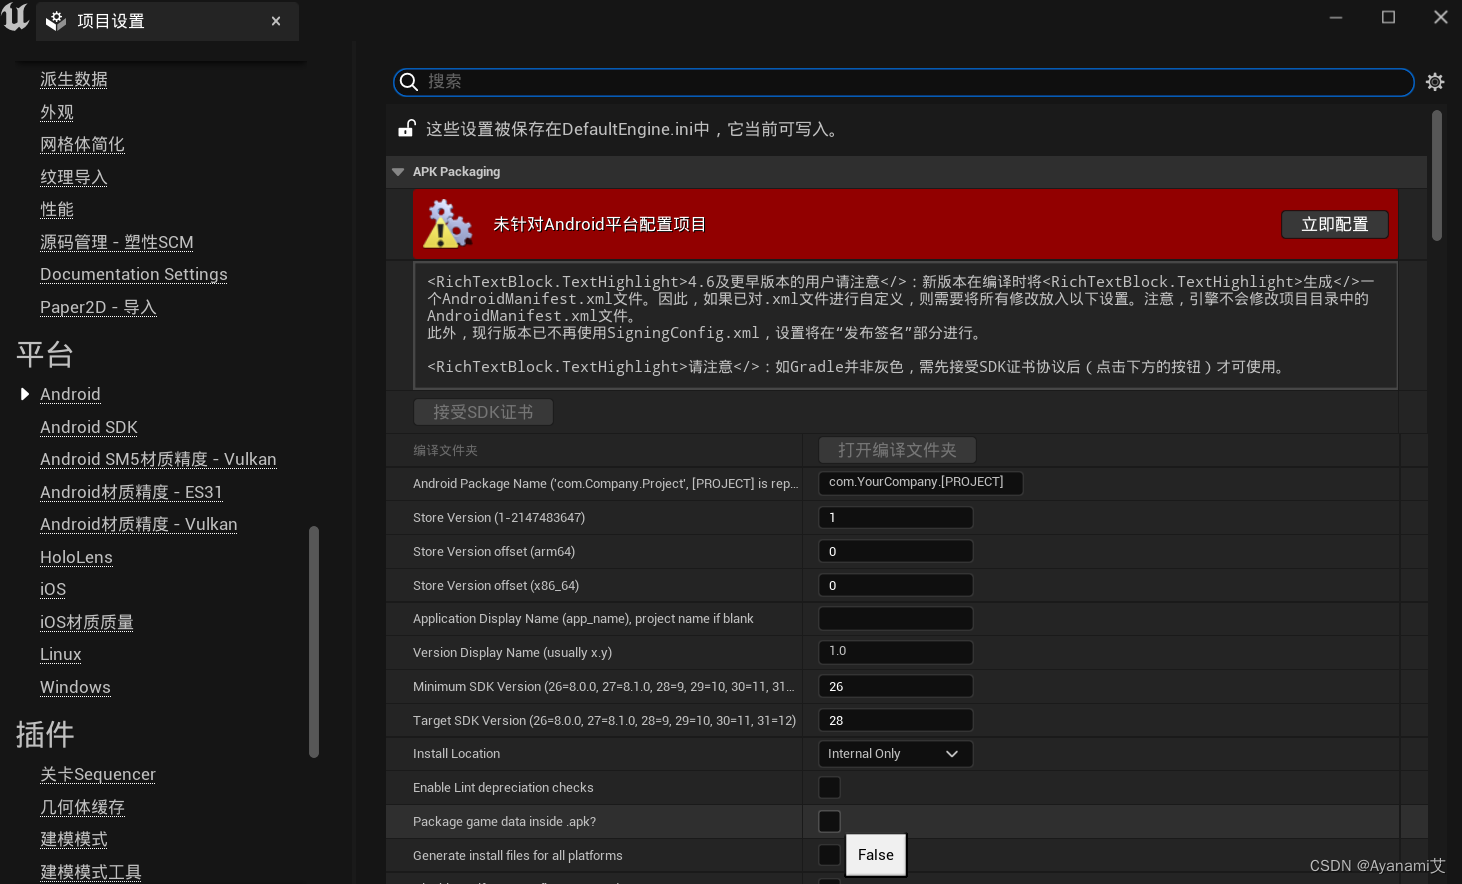 项目设置
派生数据
外观
网格体简化
纹理导入
性能
源码管理 - 塑性SCM
Documentation Settings
Paper2D - 导入
平台
Android
Android SDK
Android SM5材质精度 - Vulkan
Android材质精度 - ES31
Android材质精度 - Vulkan
HoloLens
iOS
iOS材质质量
Linux
Windows
插件
关卡Sequencer
几何体缓存
建模模式
建模模式工具
搜索
这些设置被保存在DefaultEngine.ini中，它当前可写入。
APK Packaging
未针对Android平台配置项目
立即配置
<RichTextBlock.TextHighlight>4.6及更早版本的用户请注意</>：新版本在编译时将<RichTextBlock.TextHighlight>生成</>一
个AndroidManifest.xml文件。因此，如果已对.xml文件进行自定义，则需要将所有修改放入以下设置。注意，引擎不会修改项目目录中的
AndroidManifest.xml文件。
此外，现行版本已不再使用SigningConfig.xml，设置将在“发布签名”部分进行。
<RichTextBlock.TextHighlight>请注意</>：如Gradle并非灰色，需先接受SDK证书协议后（点击下方的按钮）才可使用。
接受SDK证书
编译文件夹
打开编译文件夹
Android Package Name ('com.Company.Project', [PROJECT] is rep...
com.YourCompany.[PROJECT]
Store Version (1-2147483647)
1
Store Version offset (arm64)
0
Store Version offset (x86_64)
0
Application Display Name (app_name), project name if blank
Version Display Name (usually x.y)
1.0
Minimum SDK Version (26=8.0.0, 27=8.1.0, 28=9, 29=10, 30=11, 31...
26
Target SDK Version (26=8.0.0, 27=8.1.0, 28=9, 29=10, 30=11, 31=12)
28
Install Location
Internal Only
Enable Lint depreciation checks
Package game data inside .apk?
Generate install files for all platforms
False
CSDN @Ayanami艾